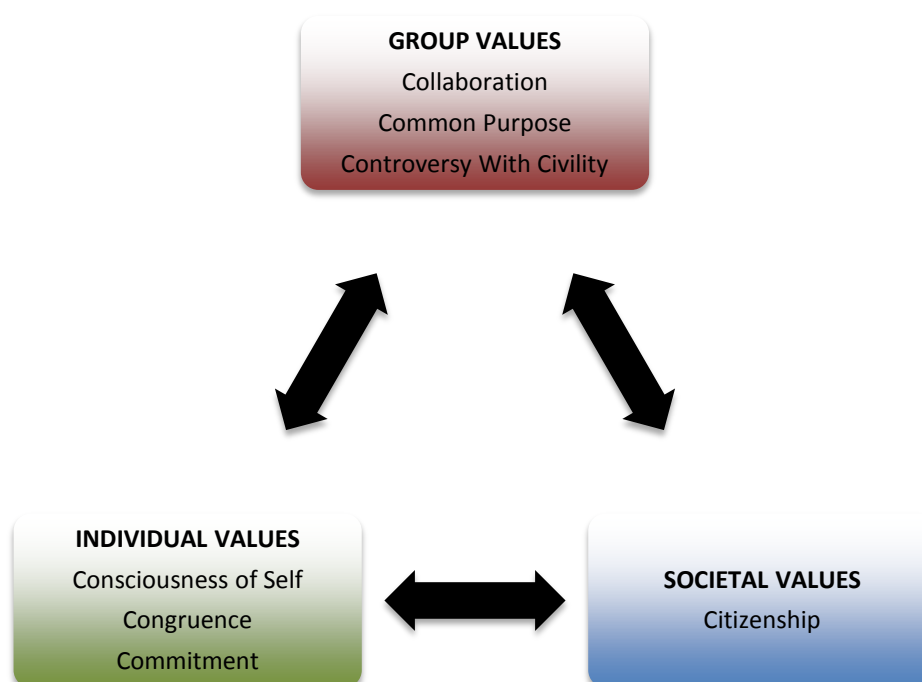 GROUP VALUES
Collaboration
Common Purpose
Controversy With Civility
INDIVIDUAL VALUES
Consciousness of Self
Congruence
Commitment
SOCIETAL VALUES
Citizenship